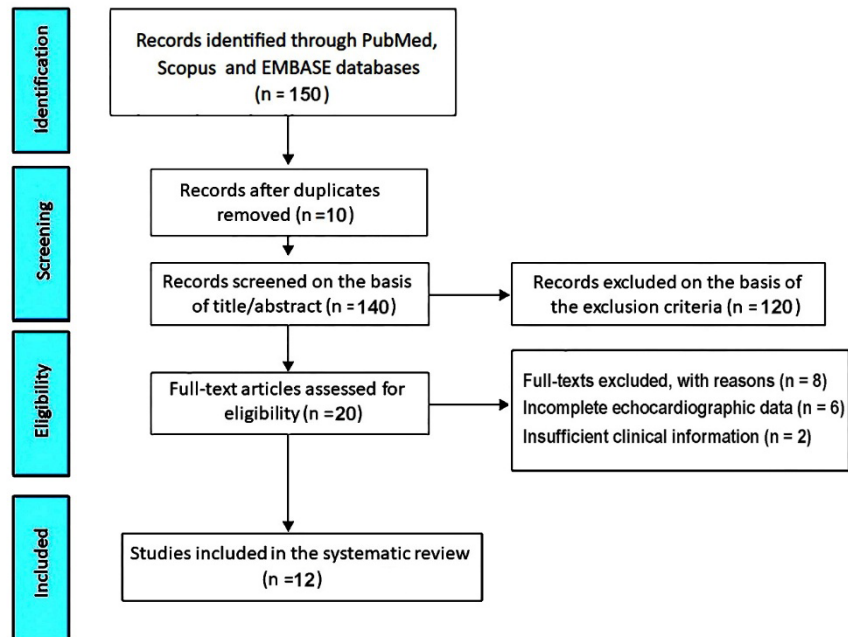 Identification
Records identified through PubMed,
Scopus and EMBASE databases
(n = 150)
Screening
Records after duplicates
removed (n =10)
Records screened on the basis
of title/abstract (n = 140)
Records excluded on the basis of
the exclusion criteria (n = 120)
Eligibility
Full-text articles assessed for
eligibility (n =20)
Full-texts excluded, with reasons (n = 8)
Incomplete echocardiographic data (n = 6)
Insufficient clinical information (n = 2)
Included
Studies included in the systematic review
(n =12)